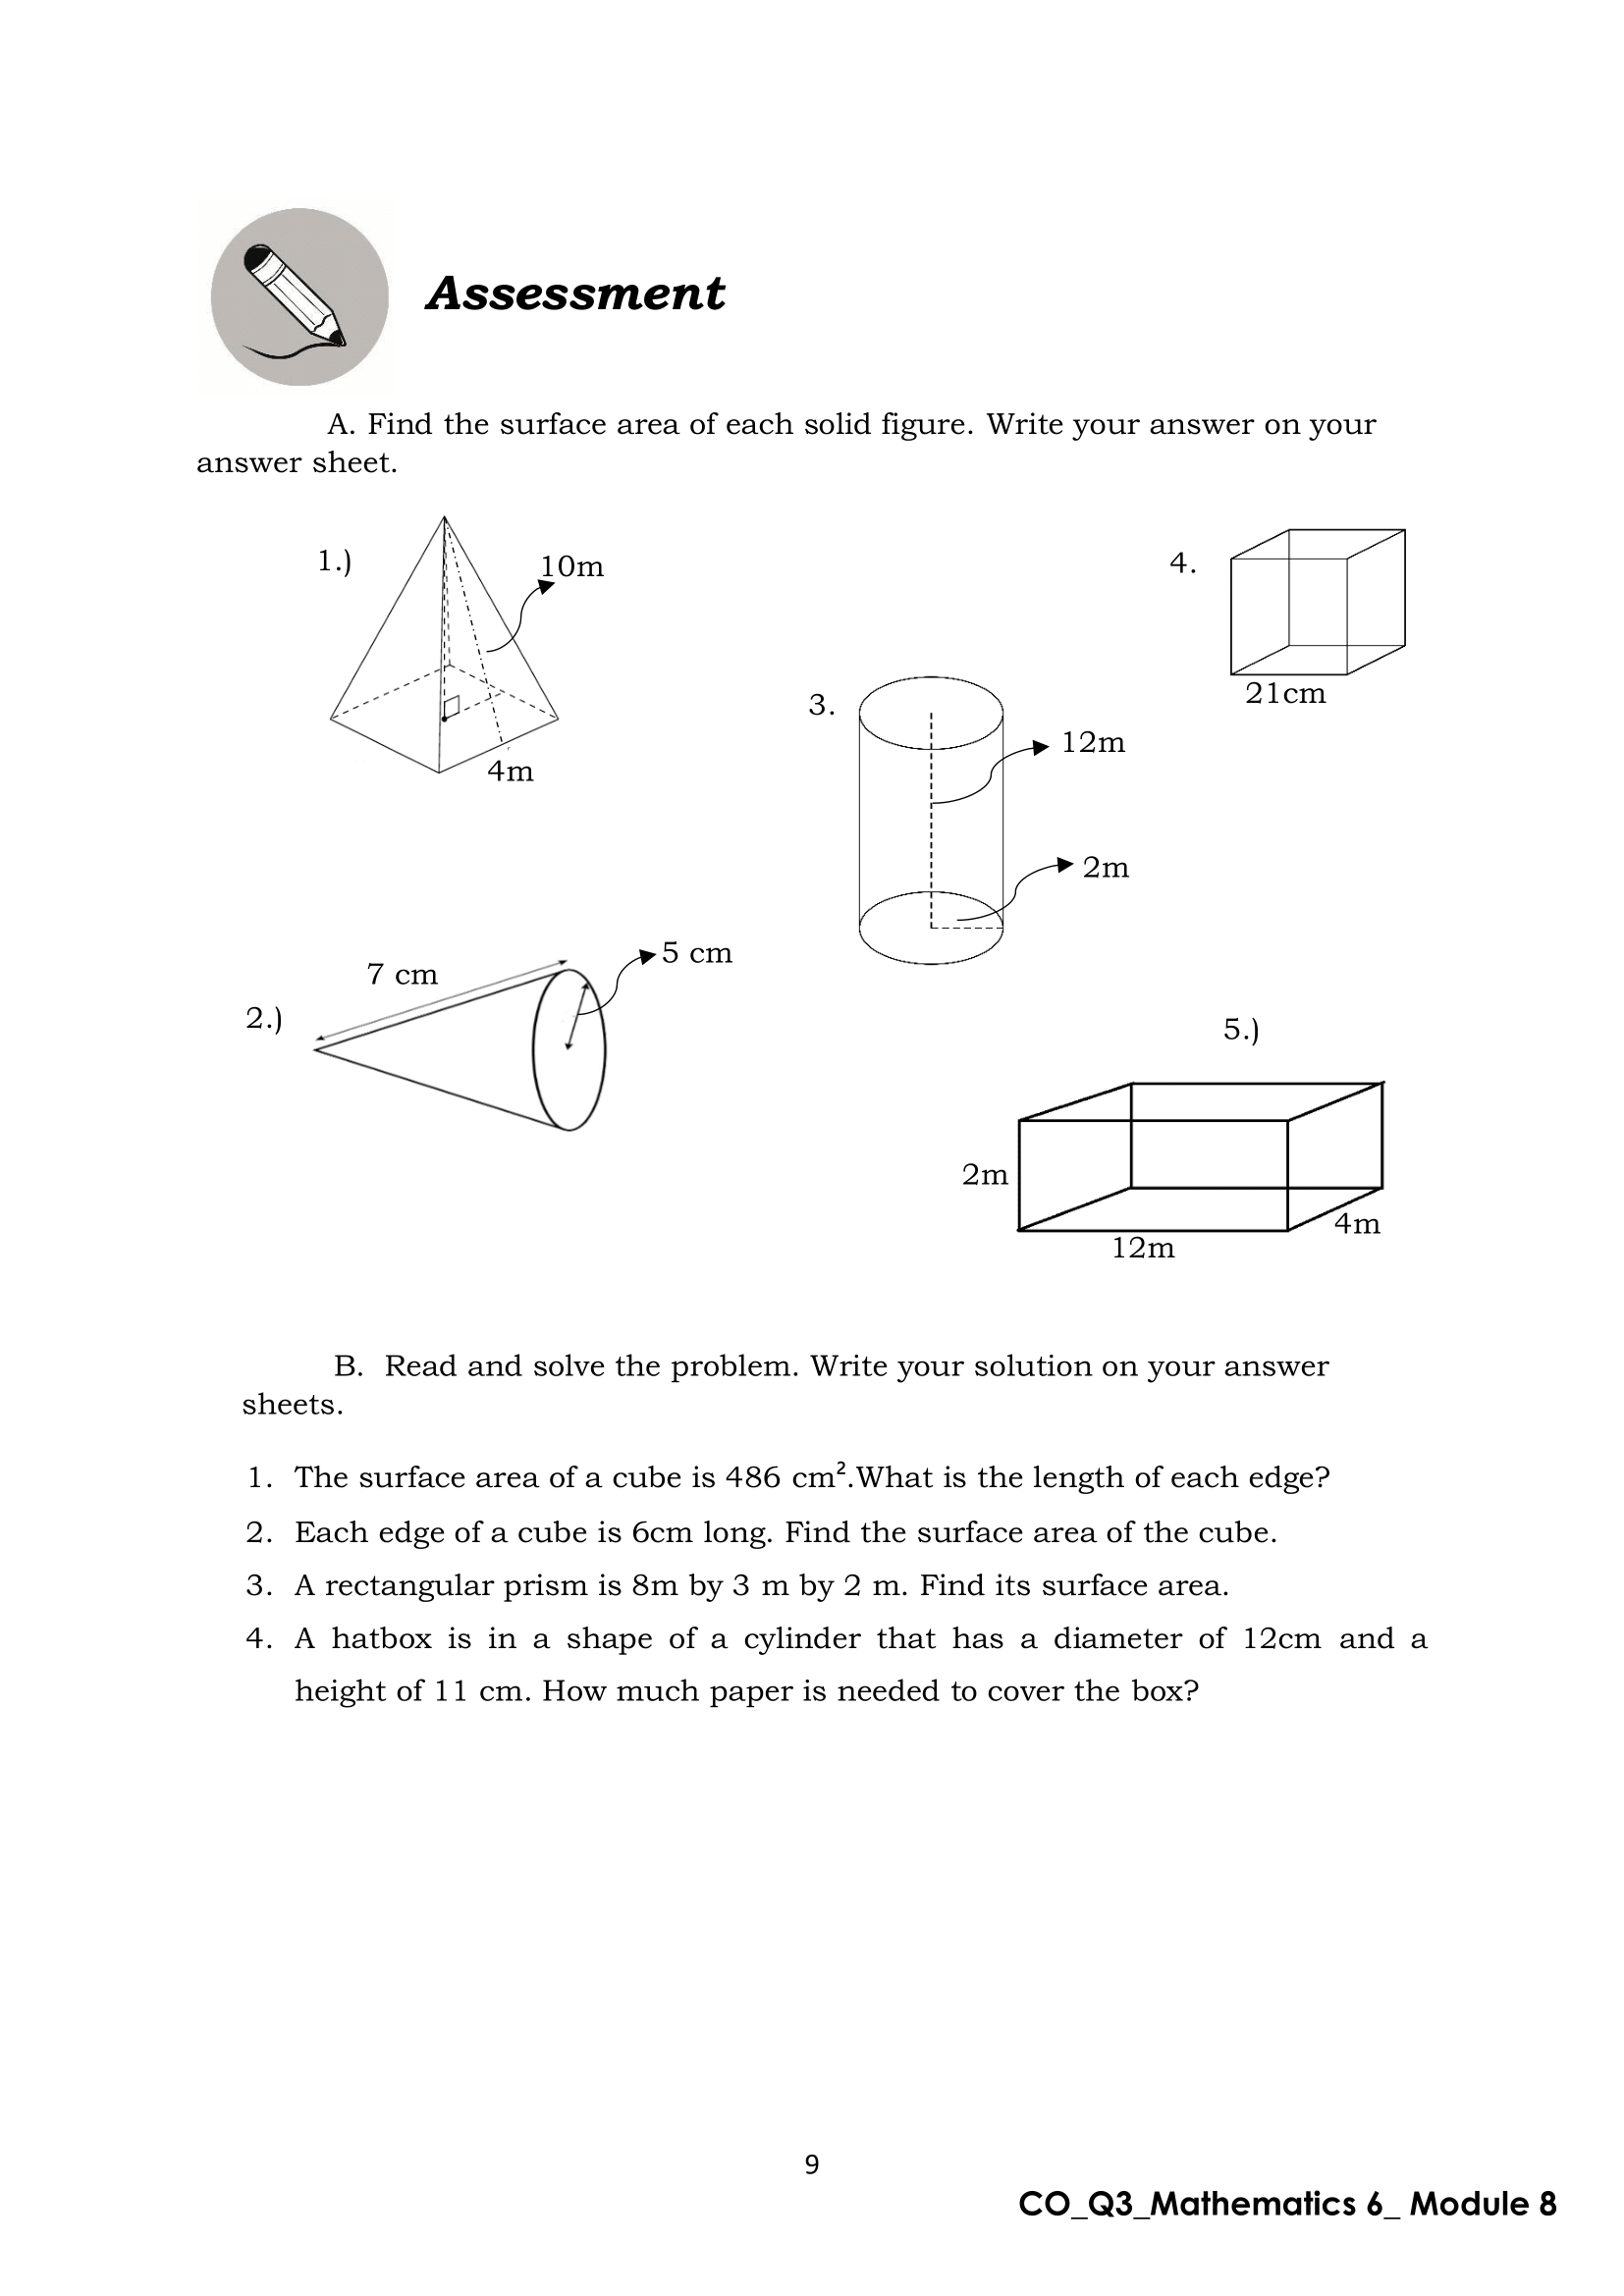 Assessment
A. Find the surface area of each solid figure. Write your answer on your
answer sheet.
1.)
10m
4m
4.
21cm
3.
12m
2m
2.)
7 cm
5 cm
5.)
2m
12m
4m
B. Read and solve the problem. Write your solution on your answer
sheets.
1. The surface area of a cube is 486 cm².What is the length of each edge?
2. Each edge of a cube is 6cm long. Find the surface area of the cube.
3. A rectangular prism is 8m by 3 m by 2 m. Find its surface area.
4. A hatbox is in a shape of a cylinder that has a diameter of 12cm and a
height of 11 cm. How much paper is needed to cover the box?
9
CO_Q3_Mathematics 6_ Module 8